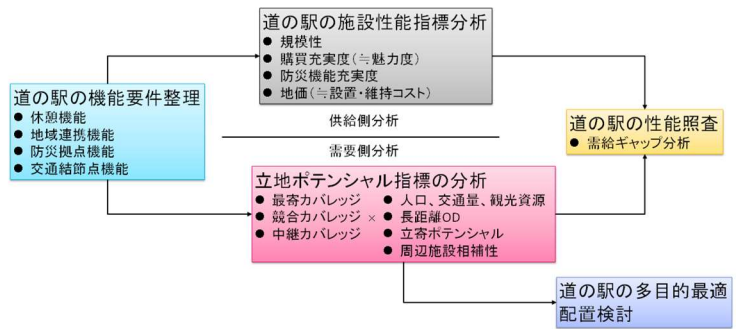 道の駅の機能要件整理
● 休憩機能
● 地域連携機能
● 防災拠点機能
● 交通結節点機能
道の駅の施設性能指標分析
● 規模性
● 購買充実度(≒魅力度)
● 防災機能充実度
● 地価(≒設置・維持コスト)
供給側分析
需要側分析
立地ポテンシャル指標の分析
● 最寄カバレッジ
● 競合カバレッジ ×
● 中継カバレッジ
● 人口、交通量、観光資源
● 長距離OD
● 立寄ポテンシャル
● 周辺施設相補性
道の駅の性能照査
● 需給ギャップ分析
道の駅の多目的最適
配置検討